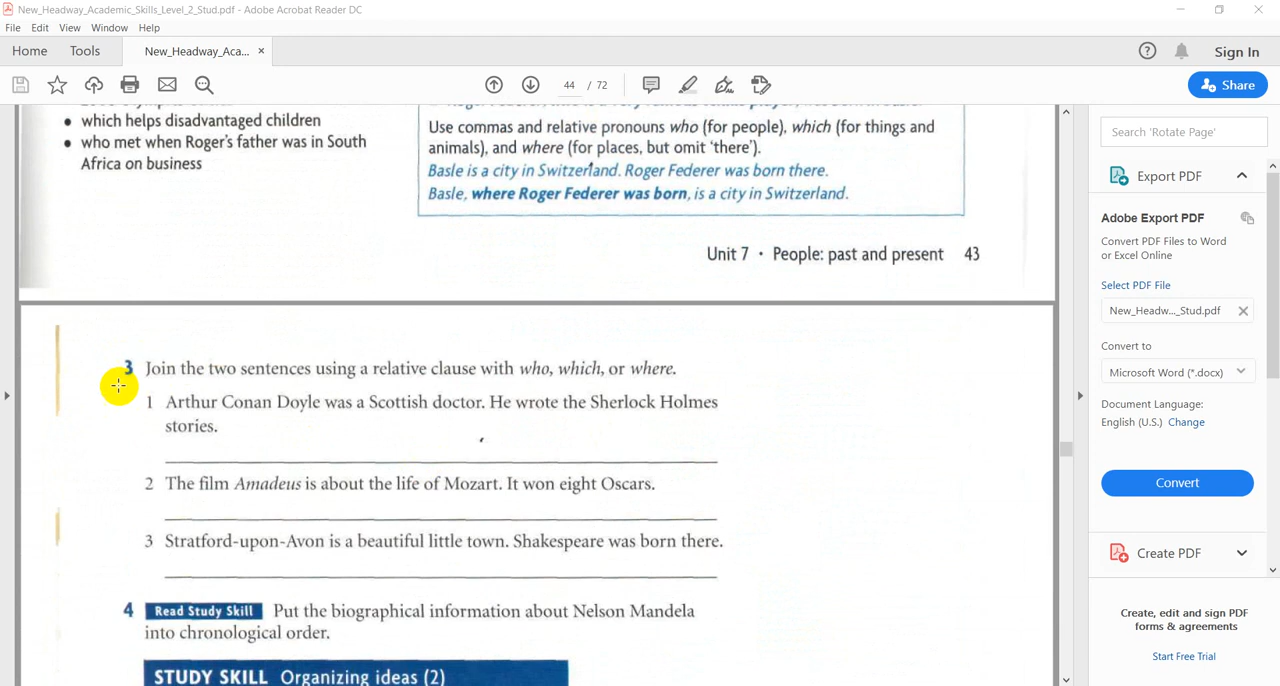 New_Headway_Academic_Skills_Level_2_Stud.pdf - Adobe Acrobat Reader DC
File Edit View Window Help
Home Tools New_Headway_Aca... ×
Sign In
44 / 72
Share
• which helps disadvantaged children
• who met when Roger's father was in South
Africa on business
Use commas and relative pronouns who (for people), which (for things and
animals), and where (for places, but omit 'there').
Basle is a city in Switzerland. Roger Federer was born there.
Basle, where Roger Federer was born, is a city in Switzerland.
Unit 7 • People: past and present 43
3 Join the two sentences using a relative clause with who, which, or where.
1 Arthur Conan Doyle was a Scottish doctor. He wrote the Sherlock Holmes
stories.
2 The film Amadeus is about the life of Mozart. It won eight Oscars.
3 Stratford-upon-Avon is a beautiful little town. Shakespeare was born there.
4 Read Study Skill Put the biographical information about Nelson Mandela
into chronological order.
STUDY SKILL Organizing ideas (2)
Search 'Rotate Page'
Export PDF
Adobe Export PDF
Convert PDF Files to Word
or Excel Online
Select PDF File
New_Headw..._Stud.pdf
Convert to
Microsoft Word (*.docx)
Document Language:
English (U.S.) Change
Convert
Create PDF
Create, edit and sign PDF
forms & agreements
Start Free Trial